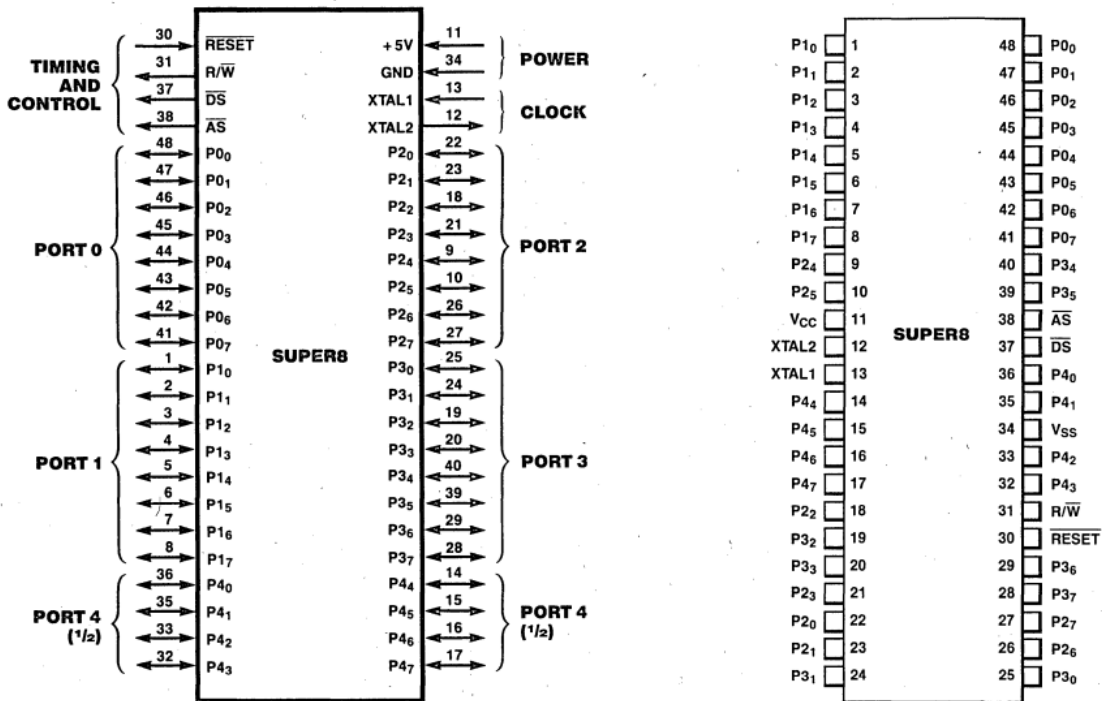 30 R̅E̅S̅E̅T̅ +5V 11
31 R/W̅ GND 34 POWER
TIMING
AND
CONTROL
37 D̅S̅ XTAL1 13
38 A̅S̅ XTAL2 12 CLOCK
48 P0₀ P2₀ 22
47 P0₁ P2₁ 23
46 P0₂ P2₂ 18
45 P0₃ P2₃ 21
PORT 0 PORT 2
44 P0₄ P2₄ 9
43 P0₅ P2₅ 10
42 P0₆ P2₆ 26
41 P0₇ P2₇ 27
SUPER8
1 P1₀ P3₀ 25
2 P1₁ P3₁ 24
3 P1₂ P3₂ 19
4 P1₃ P3₃ 20
PORT 1 PORT 3
5 P1₄ P3₄ 40
6 P1₅ P3₅ 39
7 P1₆ P3₆ 29
8 P1₇ P3₇ 28
36 P4₀ P4₄ 14
35 P4₁ P4₅ 15
PORT 4 PORT 4
(1/2) (1/2)
33 P4₂ P4₆ 16
32 P4₃ P4₇ 17
P1₀ 1 48 P0₀
P1₁ 2 47 P0₁
P1₂ 3 46 P0₂
P1₃ 4 45 P0₃
P1₄ 5 44 P0₄
P1₅ 6 43 P0₅
P1₆ 7 42 P0₆
P1₇ 8 41 P0₇
P2₄ 9 40 P3₄
P2₅ 10 39 P3₅
VCC 11 38 A̅S̅
SUPER8
XTAL2 12 37 D̅S̅
XTAL1 13 36 P4₀
P4₄ 14 35 P4₁
P4₅ 15 34 VSS
P4₆ 16 33 P4₂
P4₇ 17 32 P4₃
P2₂ 18 31 R/W̅
P3₂ 19 30 R̅E̅S̅E̅T̅
P3₃ 20 29 P3₆
P2₃ 21 28 P3₇
P2₀ 22 27 P2₇
P2₁ 23 26 P2₆
P3₁ 24 25 P3₀